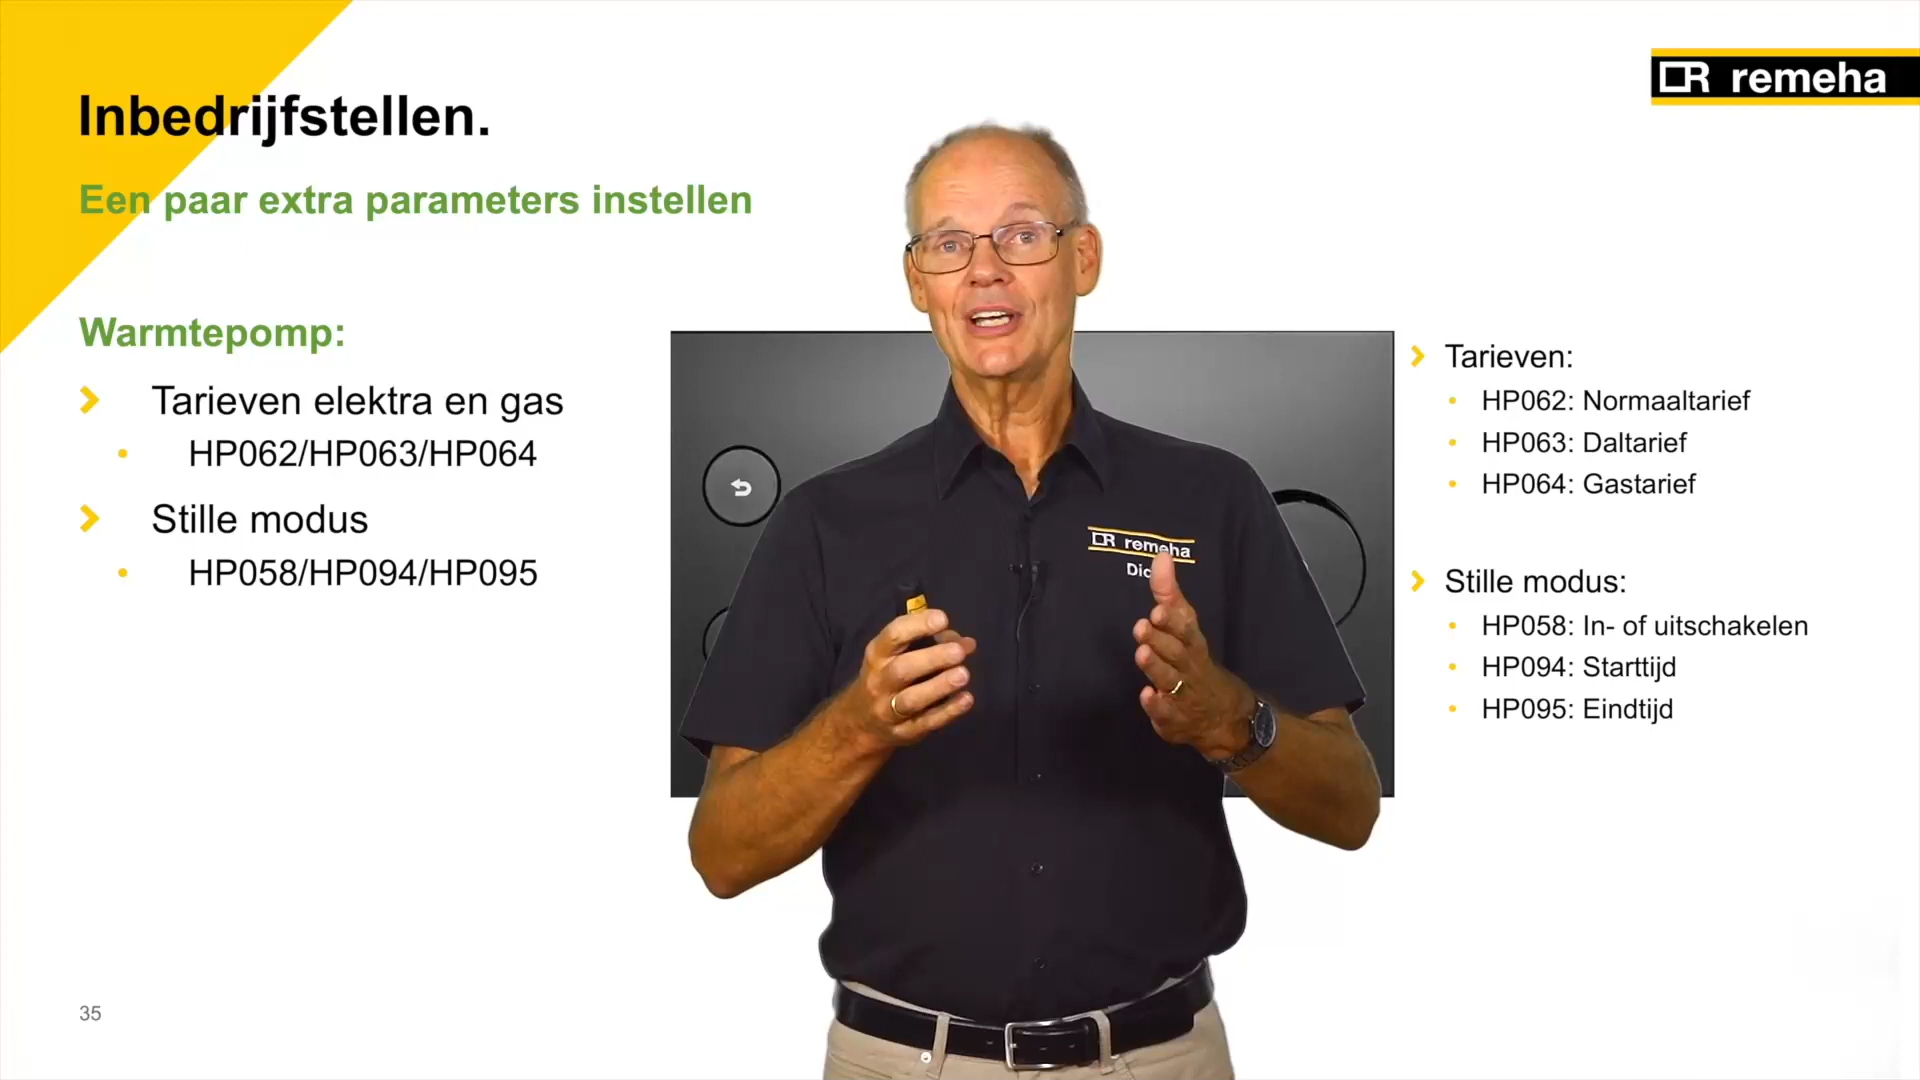 remeha
Inbedrijfstellen.
Een paar extra parameters instellen
Warmtepomp:
Tarieven elektra en gas
HP062/HP063/HP064
Stille modus
HP058/HP094/HP095
Tarieven:
HP062: Normaaltarief
HP063: Daltarief
HP064: Gastarief
Stille modus:
HP058: In- of uitschakelen
HP094: Starttijd
HP095: Eindtijd
remeha
35